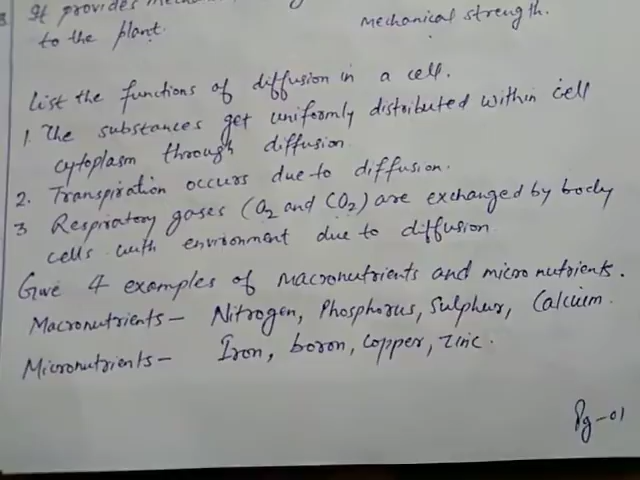 3 It provides
to the plant.
mechanical strength.
List the functions of diffusion in a cell.
1. The substances get uniformly distributed within cell
cytoplasm through diffusion
2. Transpiration occurs due to diffusion.
3 Respiratory gases (O2 and CO2) are exchanged by body
cells with environment due to diffusion
Give 4 examples of macronutrients and micronutrients.
Macronutrients - Nitrogen, Phosphorus, Sulphur, Calcuim.
Micronutrients - Iron, boron, copper, zinc.
Pg-01